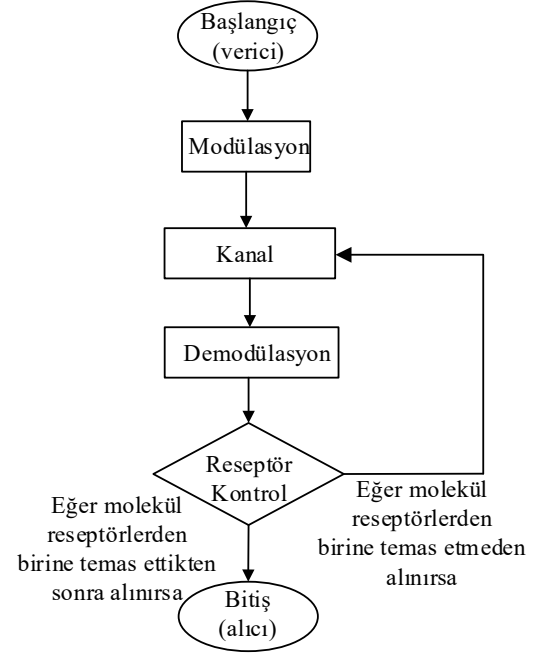 Başlangıç
(verici)
Modülasyon
Kanal
Demodülasyon
Reseptör
Kontrol
Eğer molekül
reseptörlerden
birine temas ettikten
sonra alınırsa
Eğer molekül
reseptörlerden
birine temas etmeden
alınırsa
Bitiş
(alıcı)